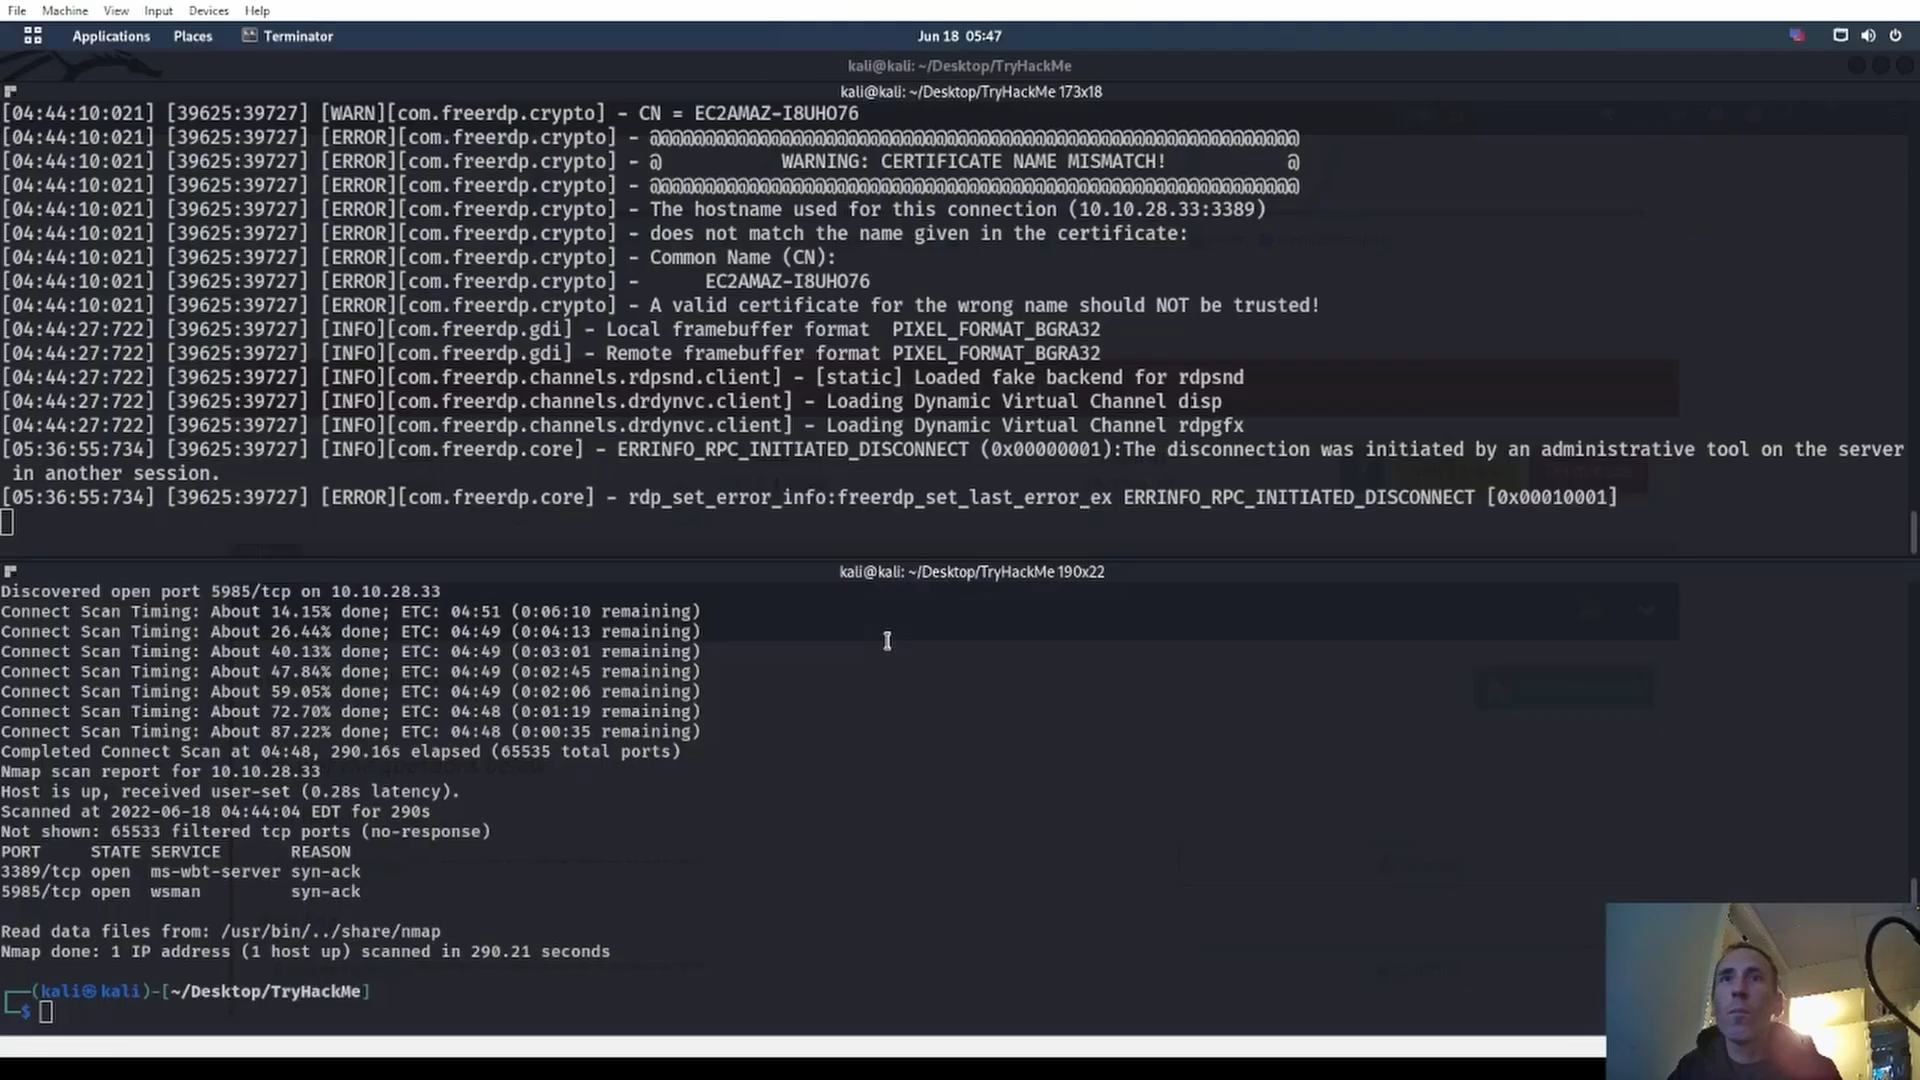 File Machine View Input Devices Help
Applications Places Terminator Jun 18 05:47
kali@kali: ~/Desktop/TryHackMe
kali@kali: ~/Desktop/TryHackMe 173x18
[04:44:10:021] [39625:39727] [WARN][com.freerdp.crypto] - CN = EC2AMAZ-I8UHO76
[04:44:10:021] [39625:39727] [ERROR][com.freerdp.crypto] - @@@@@@@@@@@@@@@@@@@@@@@@@@@@@@@@@@@@@@@@@@@@@@@@@@@@@@@@@@@
[04:44:10:021] [39625:39727] [ERROR][com.freerdp.crypto] - @           WARNING: CERTIFICATE NAME MISMATCH!           @
[04:44:10:021] [39625:39727] [ERROR][com.freerdp.crypto] - @@@@@@@@@@@@@@@@@@@@@@@@@@@@@@@@@@@@@@@@@@@@@@@@@@@@@@@@@@@
[04:44:10:021] [39625:39727] [ERROR][com.freerdp.crypto] - The hostname used for this connection (10.10.28.33:3389)
[04:44:10:021] [39625:39727] [ERROR][com.freerdp.crypto] - does not match the name given in the certificate:
[04:44:10:021] [39625:39727] [ERROR][com.freerdp.crypto] - Common Name (CN):
[04:44:10:021] [39625:39727] [ERROR][com.freerdp.crypto] -      EC2AMAZ-I8UHO76
[04:44:10:021] [39625:39727] [ERROR][com.freerdp.crypto] - A valid certificate for the wrong name should NOT be trusted!
[04:44:27:722] [39625:39727] [INFO][com.freerdp.gdi] - Local framebuffer format  PIXEL_FORMAT_BGRA32
[04:44:27:722] [39625:39727] [INFO][com.freerdp.gdi] - Remote framebuffer format PIXEL_FORMAT_BGRA32
[04:44:27:722] [39625:39727] [INFO][com.freerdp.channels.rdpsnd.client] - [static] Loaded fake backend for rdpsnd
[04:44:27:722] [39625:39727] [INFO][com.freerdp.channels.drdynvc.client] - Loading Dynamic Virtual Channel disp
[04:44:27:722] [39625:39727] [INFO][com.freerdp.channels.drdynvc.client] - Loading Dynamic Virtual Channel rdpgfx
[05:36:55:734] [39625:39727] [INFO][com.freerdp.core] - ERRINFO_RPC_INITIATED_DISCONNECT (0x00000001):The disconnection was initiated by an administrative tool on the server
in another session.
[05:36:55:734] [39625:39727] [ERROR][com.freerdp.core] - rdp_set_error_info:freerdp_set_last_error_ex ERRINFO_RPC_INITIATED_DISCONNECT [0x00010001]
kali@kali: ~/Desktop/TryHackMe 190x22
Discovered open port 5985/tcp on 10.10.28.33
Connect Scan Timing: About 14.15% done; ETC: 04:51 (0:06:10 remaining)
Connect Scan Timing: About 26.44% done; ETC: 04:49 (0:04:13 remaining)
Connect Scan Timing: About 40.13% done; ETC: 04:49 (0:03:01 remaining)
Connect Scan Timing: About 47.84% done; ETC: 04:49 (0:02:45 remaining)
Connect Scan Timing: About 59.05% done; ETC: 04:49 (0:02:06 remaining)
Connect Scan Timing: About 72.70% done; ETC: 04:48 (0:01:19 remaining)
Connect Scan Timing: About 87.22% done; ETC: 04:48 (0:00:35 remaining)
Completed Connect Scan at 04:48, 290.16s elapsed (65535 total ports)
Nmap scan report for 10.10.28.33
Host is up, received user-set (0.28s latency).
Scanned at 2022-06-18 04:44:04 EDT for 290s
Not shown: 65533 filtered tcp ports (no-response)
PORT     STATE SERVICE       REASON
3389/tcp open  ms-wbt-server syn-ack
5985/tcp open  wsman         syn-ack
Read data files from: /usr/bin/../share/nmap
Nmap done: 1 IP address (1 host up) scanned in 290.21 seconds
(kali㉿kali)-[~/Desktop/TryHackMe]
$